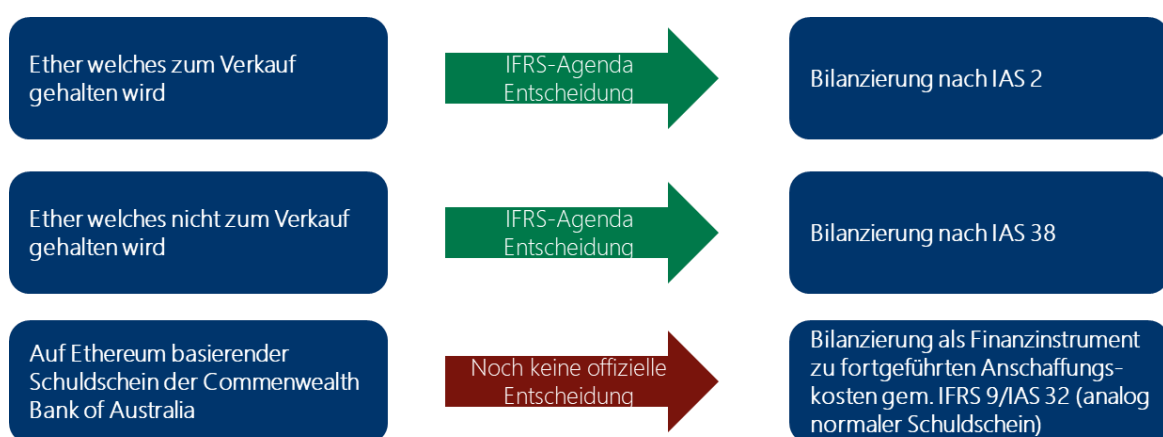 Ether welches zum Verkauf
gehalten wird
IFRS-Agenda
Entscheidung
Bilanzierung nach IAS 2
Ether welches nicht zum Verkauf
gehalten wird
IFRS-Agenda
Entscheidung
Bilanzierung nach IAS 38
Auf Ethereum basierender
Schuldschein der Commenwealth
Bank of Australia
Noch keine offizielle
Entscheidung
Bilanzierung als Finanzinstrument
zu fortgeführten Anschaffungs-
kosten gem. IFRS 9/IAS 32 (analog
normaler Schuldschein)